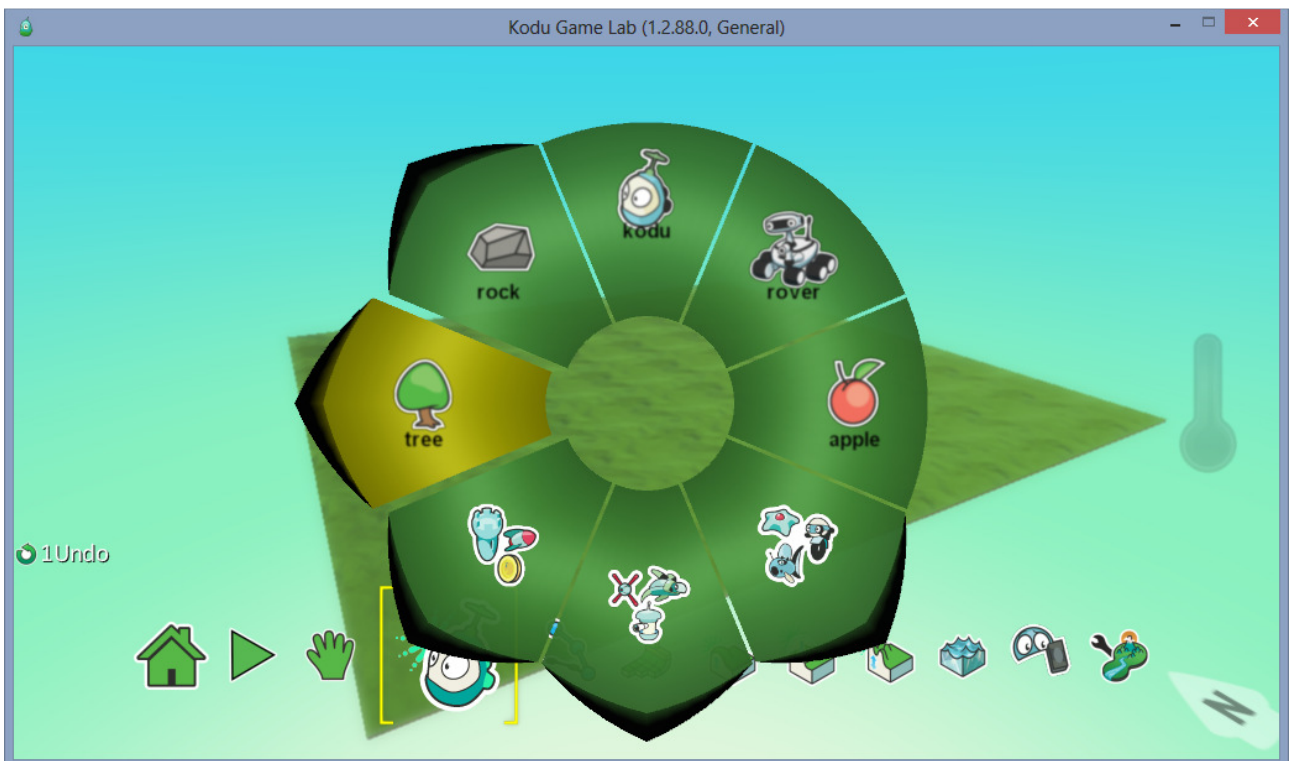 Kodu Game Lab (1.2.88.0, General)
kodu
rock
rover
tree
apple
1Undo
N